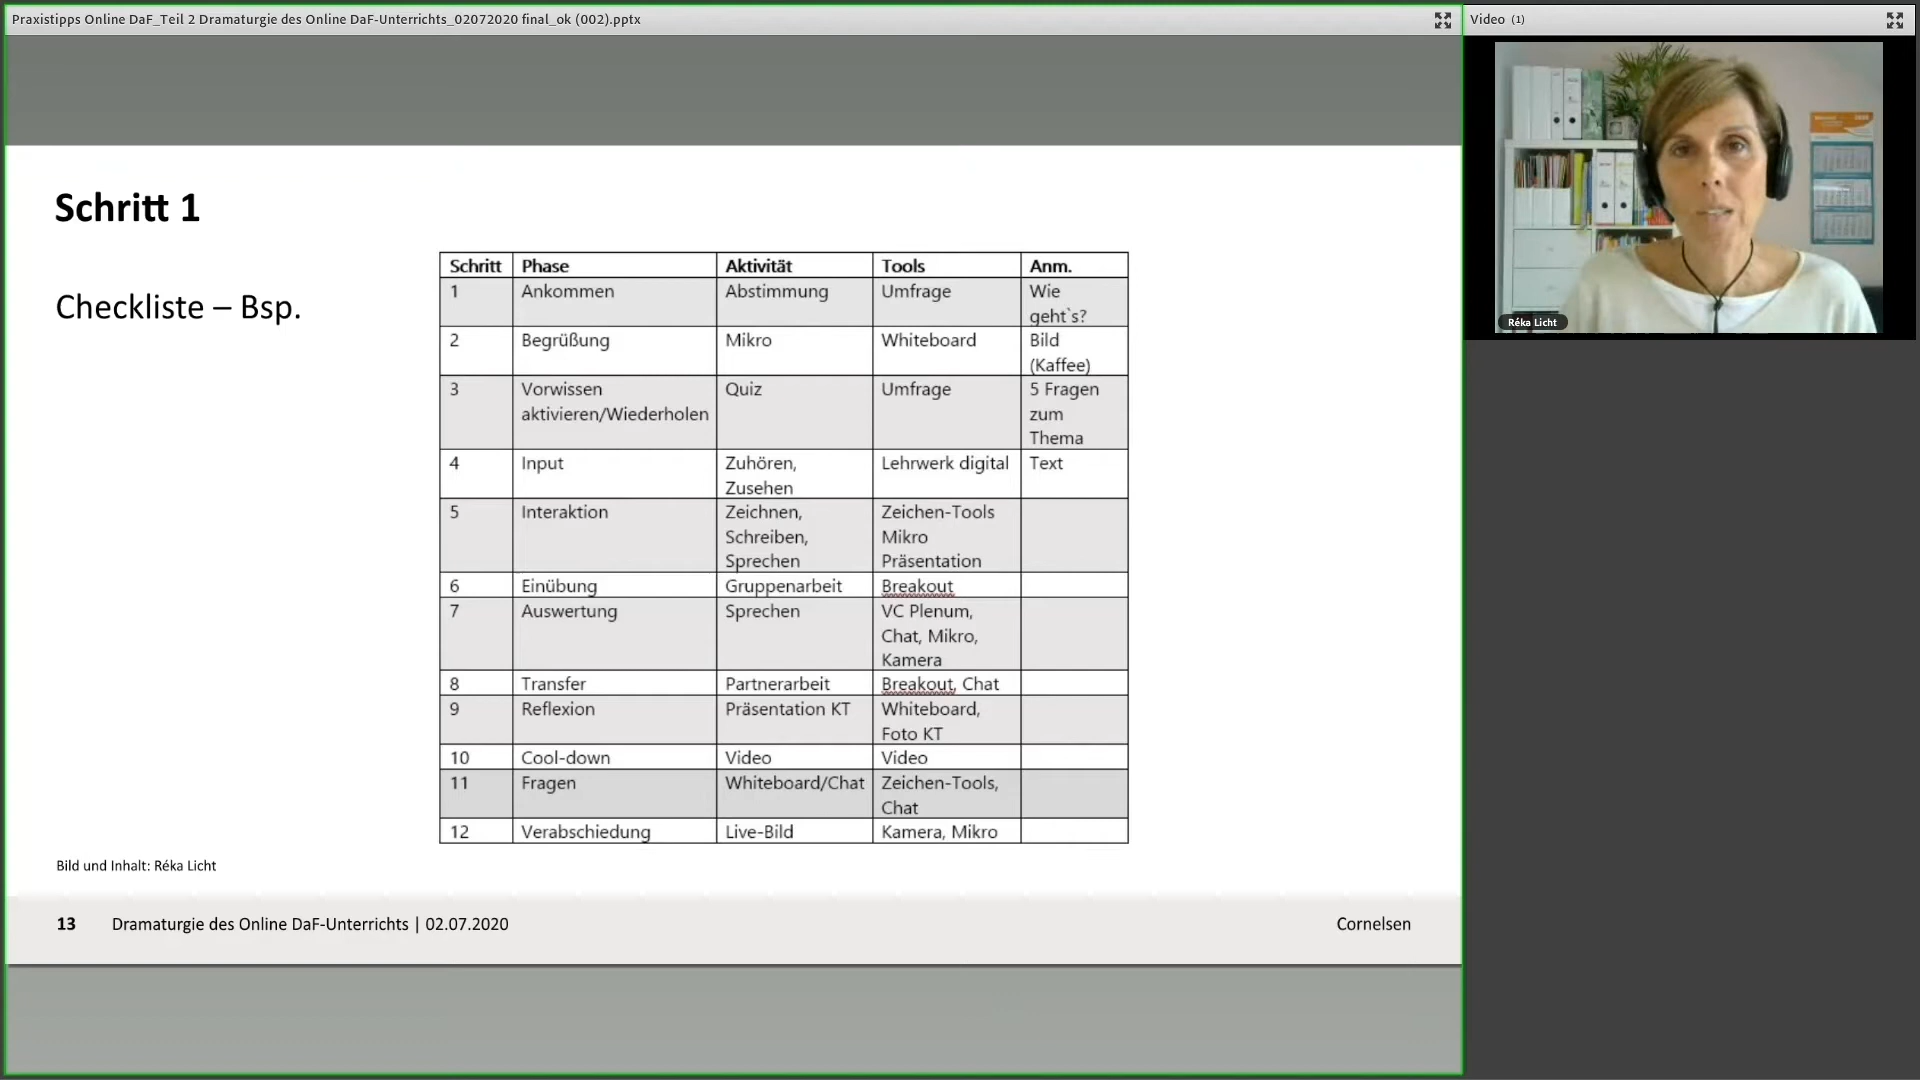 Praxistipps Online DaF_Teil 2 Dramaturgie des Online DaF-Unterrichts_02072020 final_ok (002).pptx
Video (1)
Réka Licht
Schritt 1
Checkliste – Bsp.
Schritt Phase Aktivität Tools Anm.
1 Ankommen Abstimmung Umfrage Wie
geht`s?
2 Begrüßung Mikro Whiteboard Bild
(Kaffee)
3 Vorwissen Quiz Umfrage 5 Fragen
aktivieren/Wiederholen zum
Thema
4 Input Zuhören, Lehrwerk digital Text
Zusehen
5 Interaktion Zeichnen, Zeichen-Tools
Schreiben, Mikro
Sprechen Präsentation
6 Einübung Gruppenarbeit Breakout
7 Auswertung Sprechen VC Plenum,
Chat, Mikro,
Kamera
8 Transfer Partnerarbeit Breakout, Chat
9 Reflexion Präsentation KT Whiteboard,
Foto KT
10 Cool-down Video Video
11 Fragen Whiteboard/Chat Zeichen-Tools,
Chat
12 Verabschiedung Live-Bild Kamera, Mikro
Bild und Inhalt: Réka Licht
13 Dramaturgie des Online DaF-Unterrichts | 02.07.2020 Cornelsen